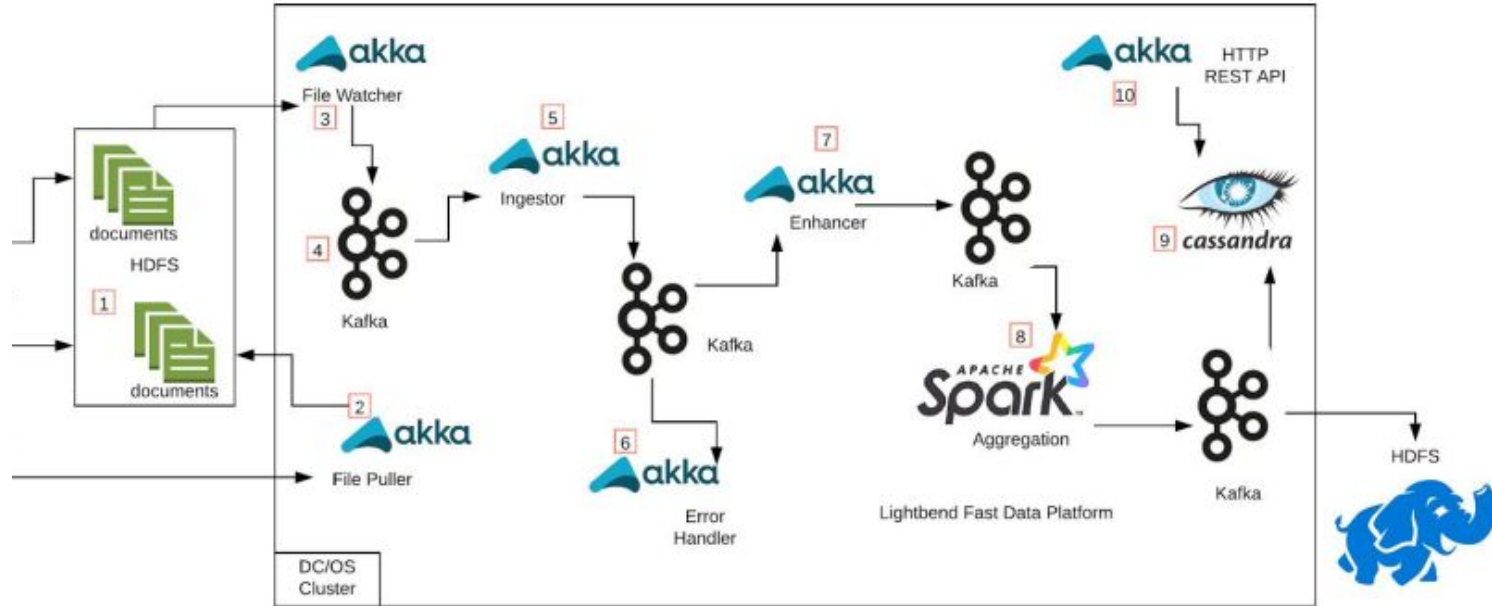 akka
File Watcher
3
documents
HDFS
1
documents
2
akka
File Puller
4
Kafka
5
akka
Ingestor
Kafka
6
akka
Error
Handler
7
akka
Enhancer
Kafka
8
APACHE
Spark
TM
Aggregation
Kafka
akka
10
HTTP
REST API
9
cassandra
HDFS
Lightbend Fast Data Platform
DC/OS
Cluster